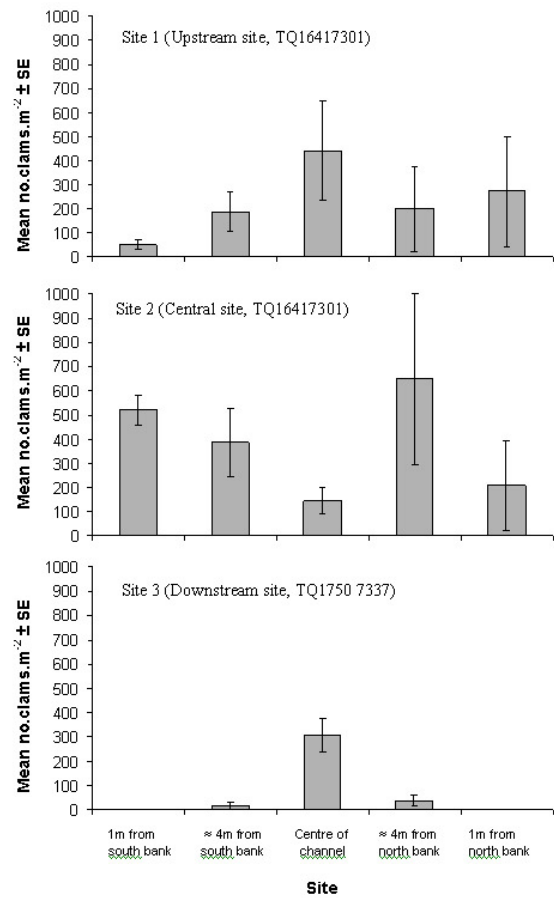 1000
900
800
700
600
500
400
300
200
100
0
Mean no.clams.m⁻² ± SE
Site 1 (Upstream site, TQ16417301)
1000
900
800
700
600
500
400
300
200
100
0
Mean no.clams.m⁻² ± SE
Site 2 (Central site, TQ16417301)
1000
900
800
700
600
500
400
300
200
100
0
Mean no.clams.m⁻² ± SE
Site 3 (Downstream site, TQ1750 7337)
1m from
south bank
≈ 4m from
south bank
Centre of
channel
≈ 4m from
north bank
1m from
north bank
Site